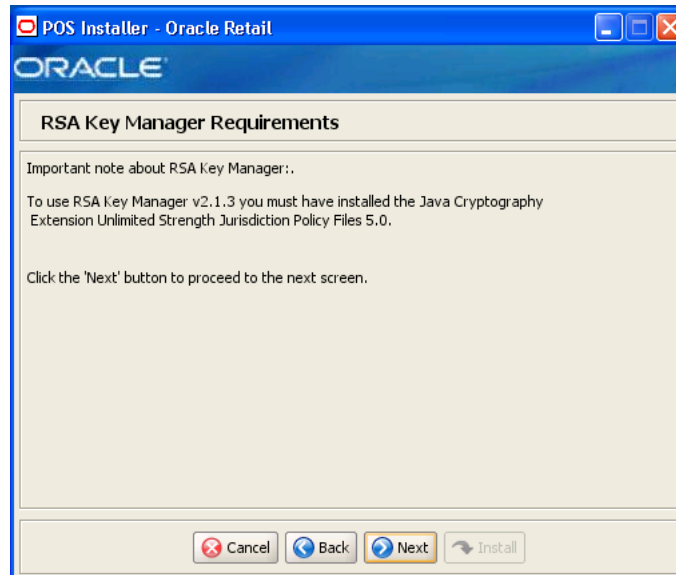 POS Installer - Oracle Retail
ORACLE
RSA Key Manager Requirements
Important note about RSA Key Manager:.
To use RSA Key Manager v2.1.3 you must have installed the Java Cryptography
Extension Unlimited Strength Jurisdiction Policy Files 5.0.
Click the 'Next' button to proceed to the next screen.
Cancel Back Next Install